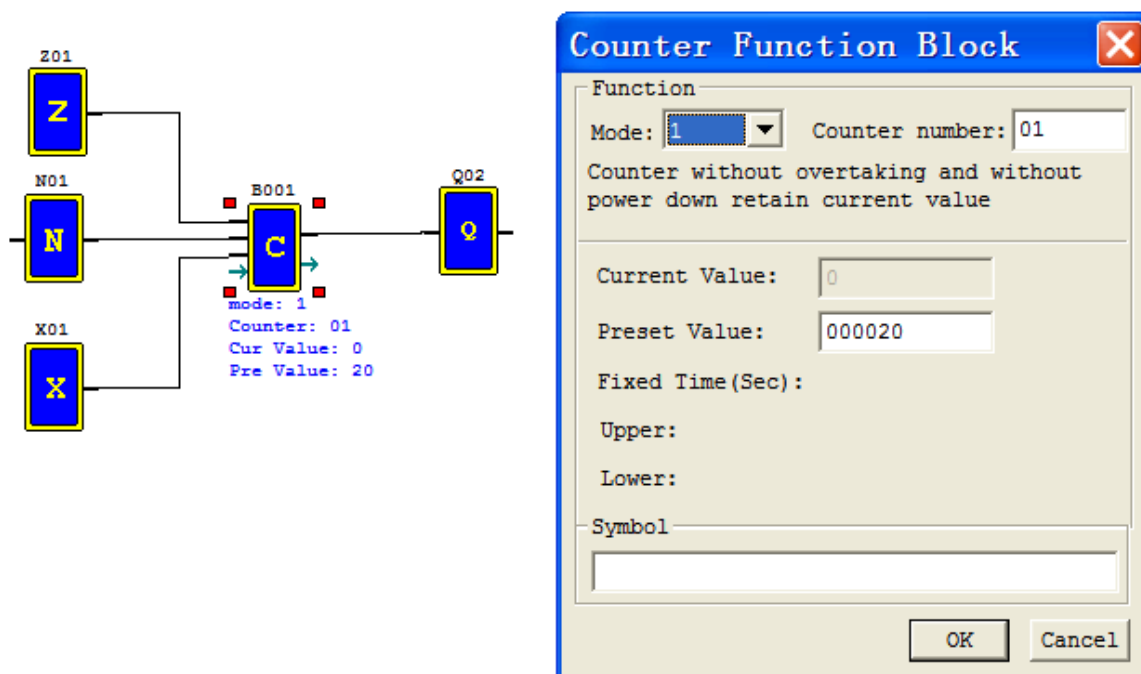 Z01
Z
N01
N
X01
X
B001
C
mode: 1
Counter: 01
Cur Value: 0
Pre Value: 20
Q02
Q
Counter Function Block
Function
Mode: 1 Counter number: 01
Counter without overtaking and without
power down retain current value
Current Value: 0
Preset Value: 000020
Fixed Time(Sec):
Upper:
Lower:
Symbol
OK Cancel